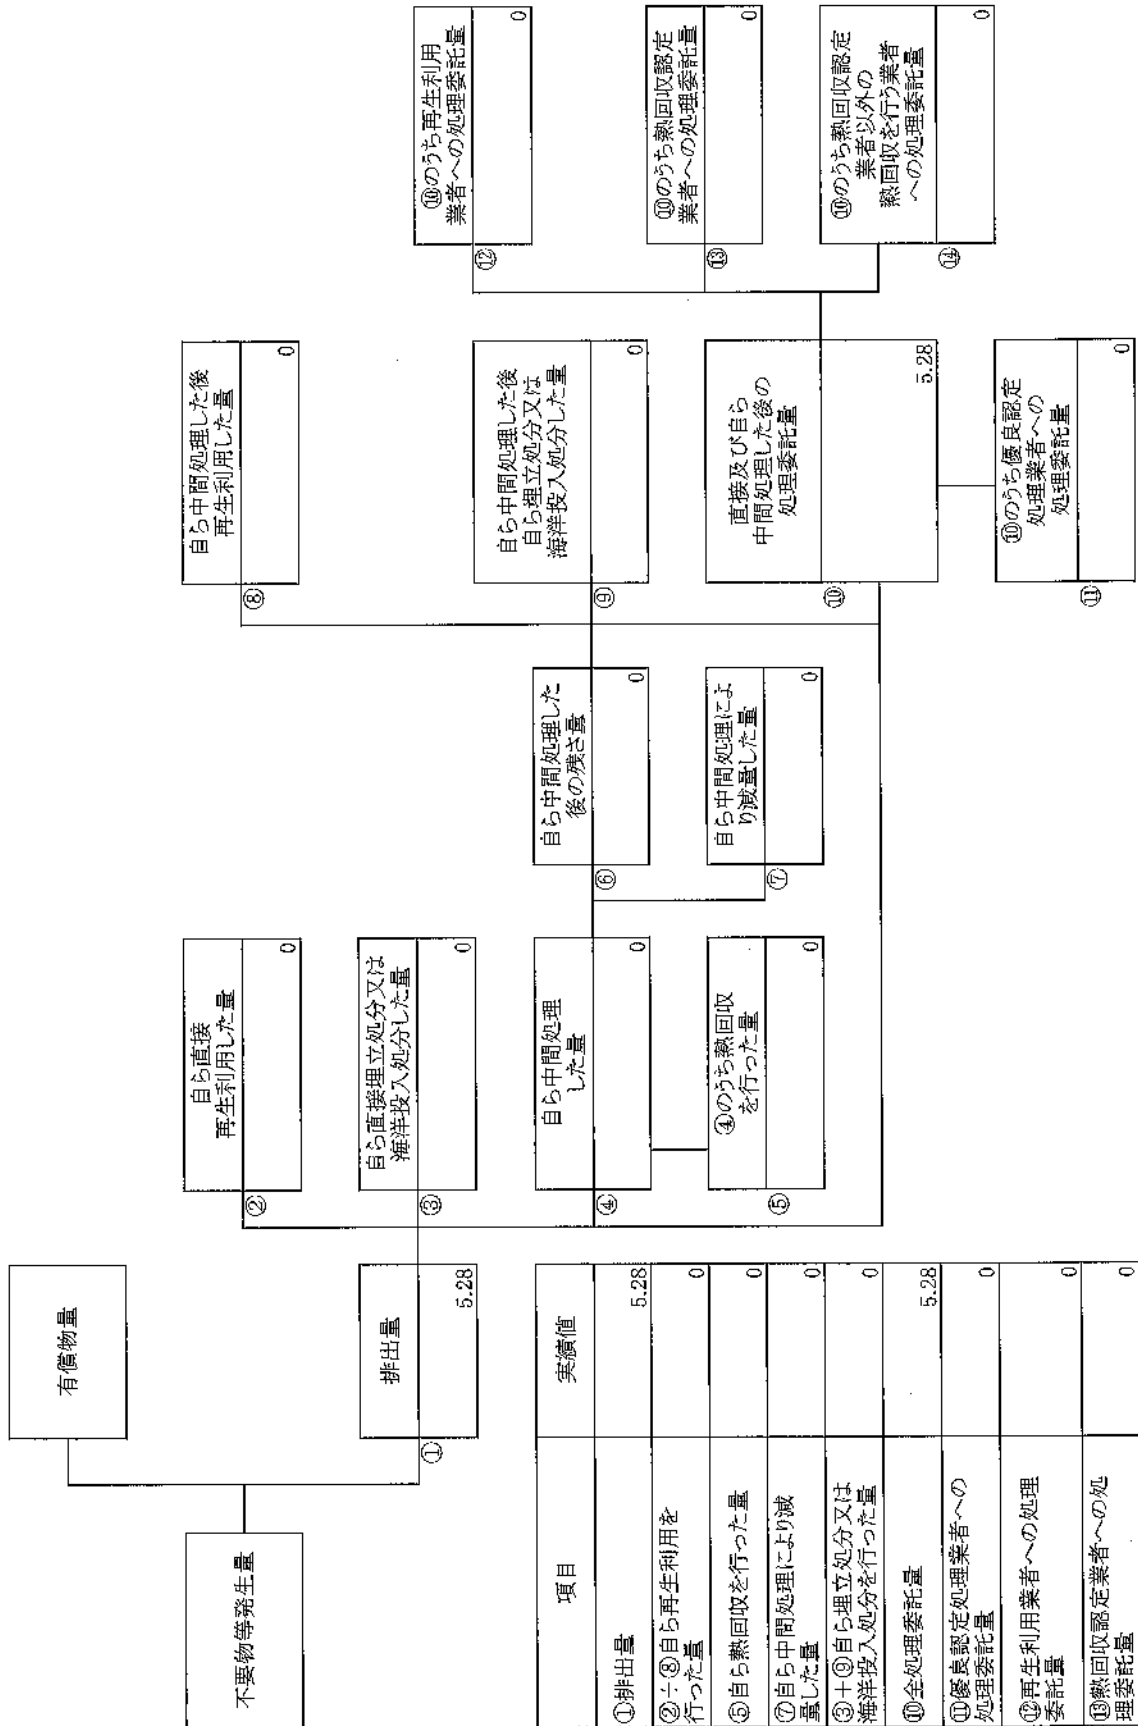 不要物等発生量
有償物量
排出量
①
5.28
自ら直接
再生利用した量
②
0
自ら直接埋立処分又は
海洋投入処分した量
③
0
自ら中間処理
した量
④
0
④のうち熱回収
を行った量
⑤
0
自ら中間処理した
後の残さ量
⑥
0
自ら中間処理によ
り減量した量
⑦
0
自ら中間処理した後
再生利用した量
⑧
0
自ら中間処理した後
自ら埋立処分又は
海洋投入処分した量
⑨
0
直接及び自ら
中間処理した後の
処理委託量
⑩
5.28
⑩のうち優良認定
処理業者への
処理委託量
⑪
0
⑩のうち再生利用
業者への処理委託量
⑫
0
⑩のうち熱回収認定
業者への処理委託量
⑬
0
⑩のうち熱回収認定
業者以外の
熱回収を行う業者
への処理委託量
⑭
0
項目 実績値
①排出量 5.28
②+⑧自ら再生利用を
行った量 0
⑤自ら熱回収を行った量 0
⑦自ら中間処理により減
量した量 0
③+⑨自ら埋立処分又は
海洋投入処分を行った量 0
⑩全処理委託量 5.28
⑪優良認定処理業者への
処理委託量 0
⑫再生利用業者への処理
委託量 0
⑬熱回収認定業者への処
理委託量 0